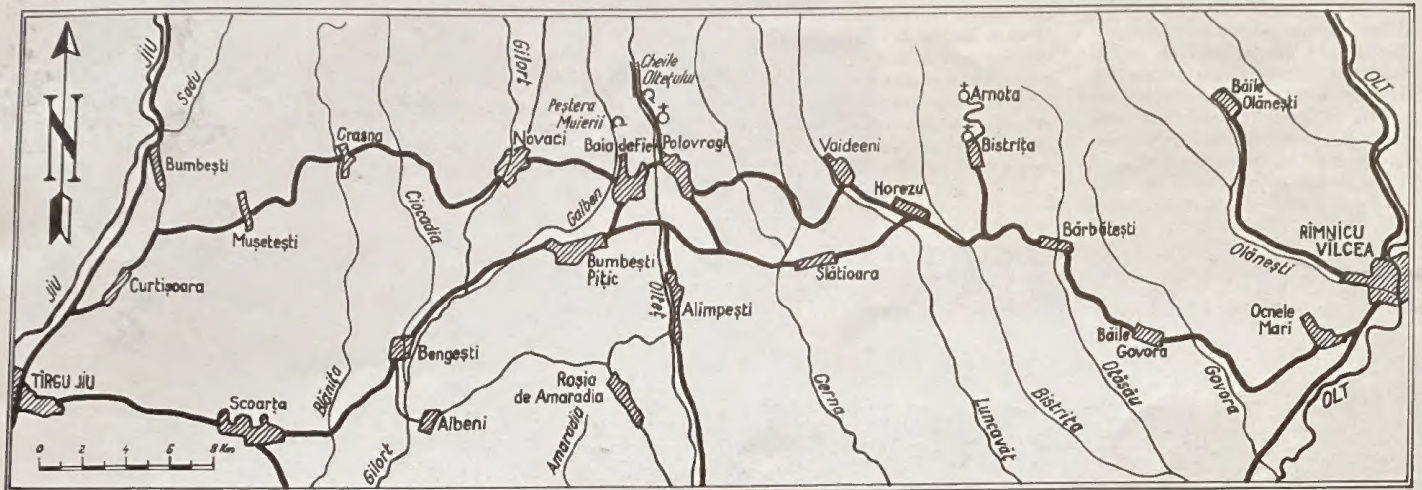 N
JIU
Sadu
Gilort
Cheile
Oltețului
Peștera
Muierii
Arnota
Bistrița
Băile
Olănești
OLT
Bumbești
Crasna
Novaci
Baia de Fier
Polovragi
Vaideeni
Horezu
Mușetești
Ciocadia
Galben
Bărbătești
RÎMNICU
VÎLCEA
Olănești
JIU
Curtișoara
Bumbești
Pițic
Slătioara
Olteț
Alimpești
Ocnele
Mari
Băile
Govora
Bengești
TÎRGU JIU
Scoarța
Blănița
Albeni
Roșia
de Amaradia
Amaradia
Gilort
Cerna
Luncavăț
Bistrița
Otăsău
Govora
OLT
0 2 4 6 8 Km